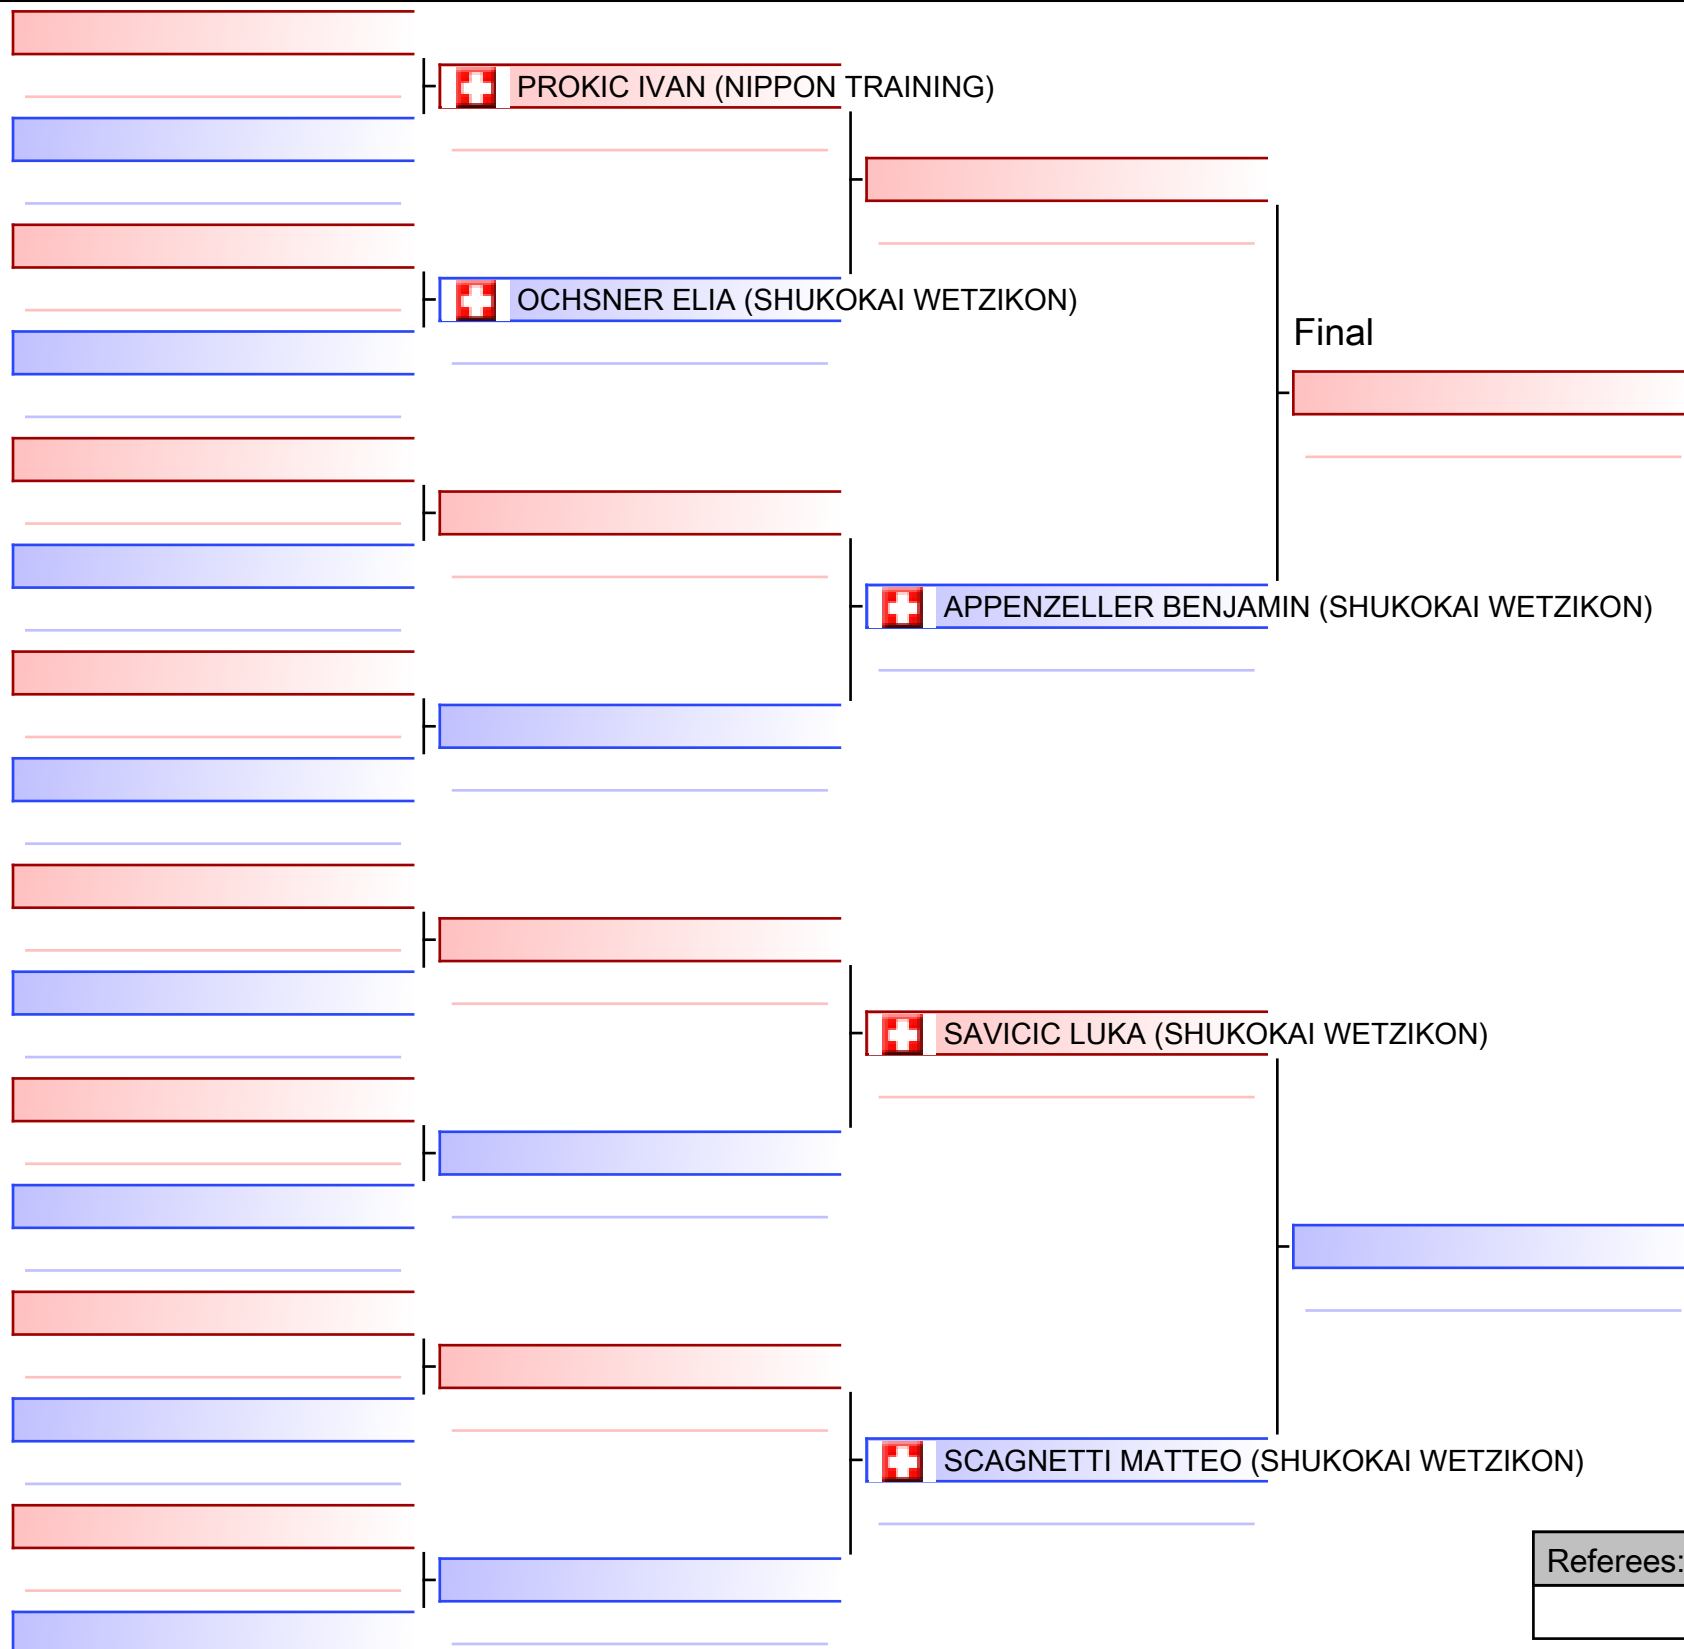 PROKIC IVAN (NIPPON TRAINING)
OCHSNER ELIA (SHUKOKAI WETZIKON)
Final
APPENZELLER BENJAMIN (SHUKOKAI WETZIKON)
SAVICIC LUKA (SHUKOKAI WETZIKON)
SCAGNETTI MATTEO (SHUKOKAI WETZIKON)
Referees: